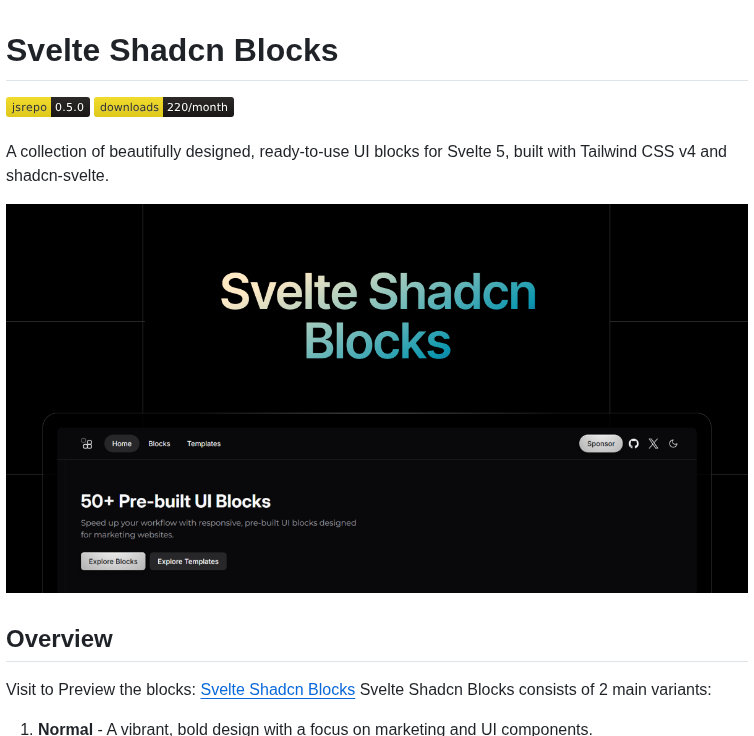 Svelte Shadcn Blocks
jsrepo 0.5.0 downloads 220/month
A collection of beautifully designed, ready-to-use UI blocks for Svelte 5, built with Tailwind CSS v4 and
shadcn-svelte.
Svelte Shadcn
Blocks
Home Blocks Templates Sponsor
50+ Pre-built UI Blocks
Speed up your workflow with responsive, pre-built UI blocks designed
for marketing websites.
Explore Blocks Explore Templates
Overview
Visit to Preview the blocks: Svelte Shadcn Blocks Svelte Shadcn Blocks consists of 2 main variants:
1. Normal - A vibrant, bold design with a focus on marketing and UI components.